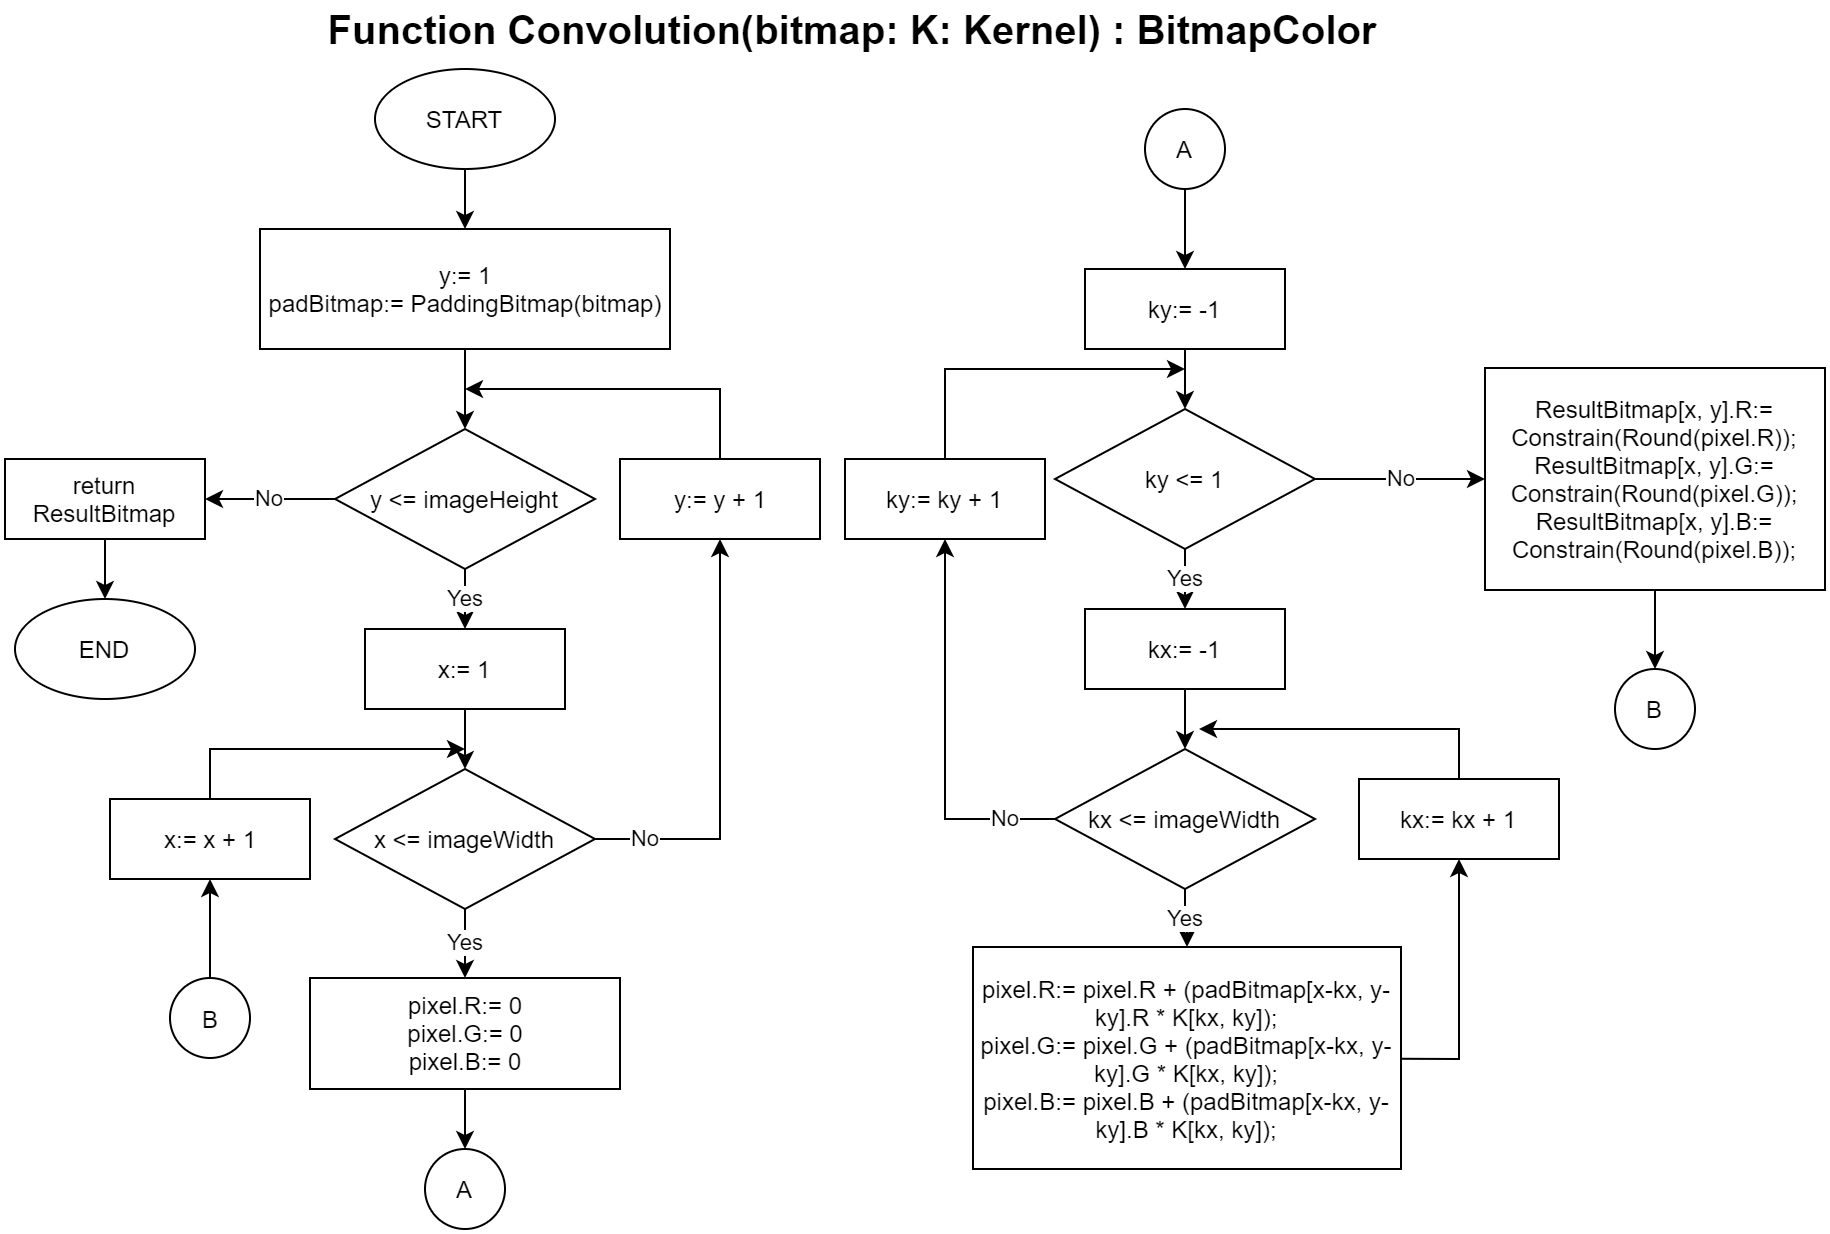 Function Convolution(bitmap: K: Kernel) : BitmapColor
START
y:= 1
padBitmap:= PaddingBitmap(bitmap)
y <= imageHeight
No
return
ResultBitmap
END
y:= y + 1
Yes
x:= 1
x <= imageWidth
No
x:= x + 1
B
Yes
pixel.R:= 0
pixel.G:= 0
pixel.B:= 0
A
A
ky:= -1
ky <= 1
ky:= ky + 1
No
ResultBitmap[x, y].R:=
Constrain(Round(pixel.R));
ResultBitmap[x, y].G:=
Constrain(Round(pixel.G));
ResultBitmap[x, y].B:=
Constrain(Round(pixel.B));
B
Yes
kx:= -1
kx <= imageWidth
No
kx:= kx + 1
Yes
pixel.R:= pixel.R + (padBitmap[x-kx, y-
ky].R * K[kx, ky]);
pixel.G:= pixel.G + (padBitmap[x-kx, y-
ky].G * K[kx, ky]);
pixel.B:= pixel.B + (padBitmap[x-kx, y-
ky].B * K[kx, ky]);